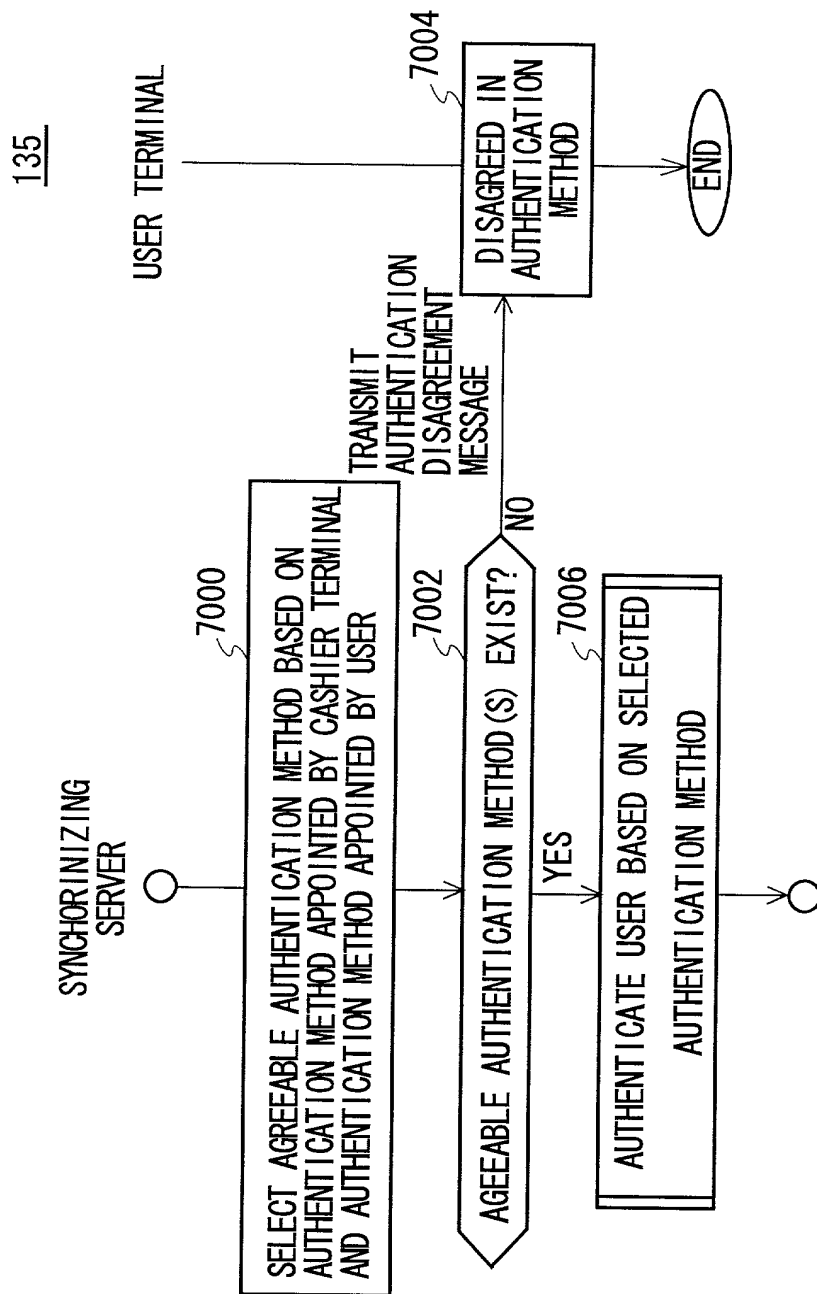 135
SYNCHORINIZING
SERVER
USER TERMINAL
7000
SELECT AGREEABLE AUTHENTICATION METHOD BASED ON
AUTHENTICATION METHOD APPOINTED BY CASHIER TERMINAL
AND AUTHENTICATION METHOD APPOINTED BY USER
TRANSMIT
AUTHENTICATION
DISAGREEMENT
MESSAGE
7002
AGEEABLE AUTHENTICATION METHOD(S) EXIST?
NO
7004
DISAGREED IN
AUTHENTICATION
METHOD
END
YES
7006
AUTHENTICATE USER BASED ON SELECTED
AUTHENTICATION METHOD